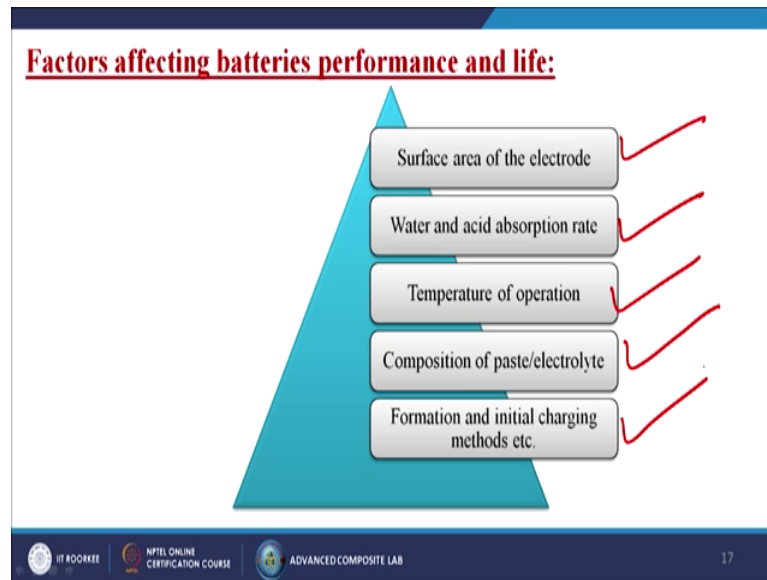 Factors affecting batteries performance and life:
Surface area of the electrode
Water and acid absorption rate
Temperature of operation
Composition of paste/electrolyte
Formation and initial charging
methods etc.
IIT ROORKEE
NPTEL ONLINE
CERTIFICATION COURSE
ADVANCED COMPOSITE LAB
17